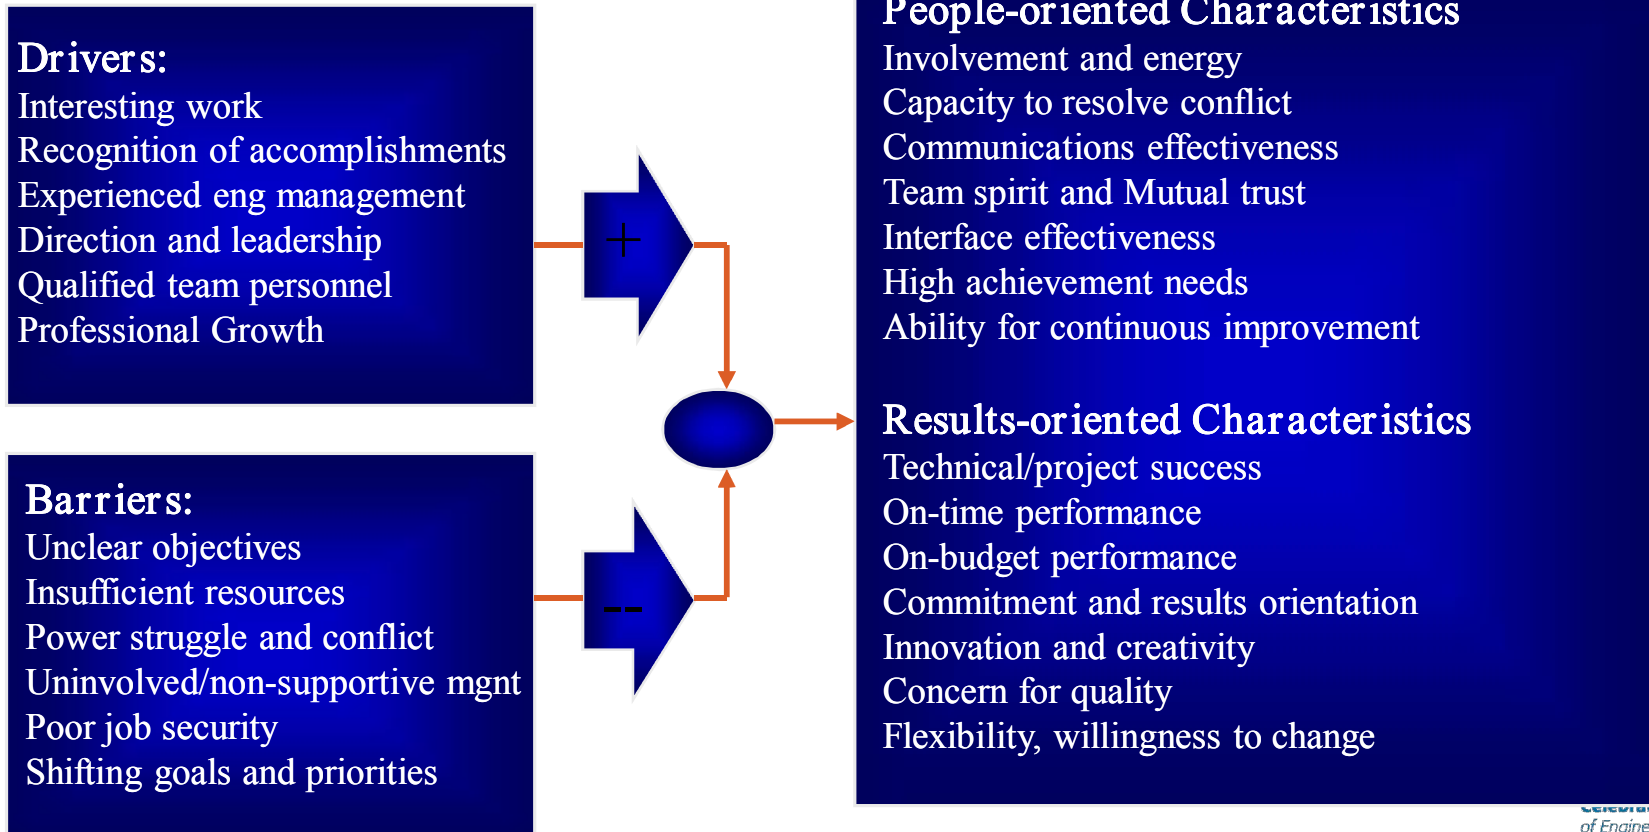 Drivers:
Interesting work
Recognition of accomplishments
Experienced eng management
Direction and leadership
Qualified team personnel
Professional Growth
+
Barriers:
Unclear objectives
Insufficient resources
Power struggle and conflict
Uninvolved/non-supportive mgnt
Poor job security
Shifting goals and priorities
--
People-oriented Characteristics
Involvement and energy
Capacity to resolve conflict
Communications effectiveness
Team spirit and Mutual trust
Interface effectiveness
High achievement needs
Ability for continuous improvement
Results-oriented Characteristics
Technical/project success
On-time performance
On-budget performance
Commitment and results orientation
Innovation and creativity
Concern for quality
Flexibility, willingness to change
of Engine